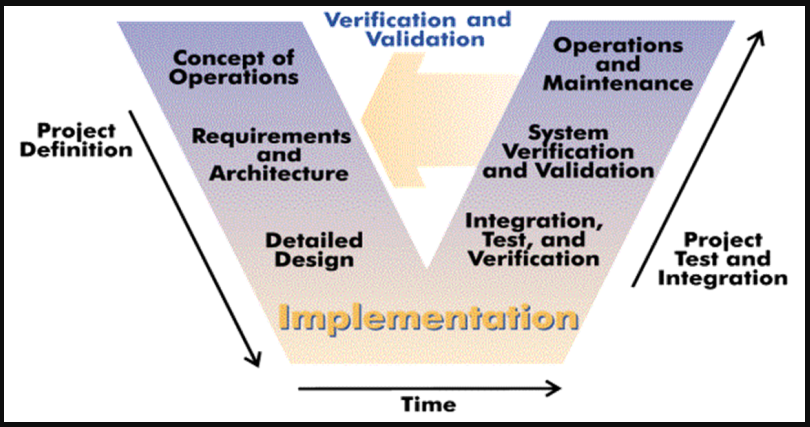 Verification and
Validation
Concept of
Operations
Operations
and
Maintenance
Project
Definition
Requirements
and
Architecture
System
Verification
and Validation
Detailed
Design
Integration,
Test, and
Verification
Project
Test and
Integration
Implementation
Time